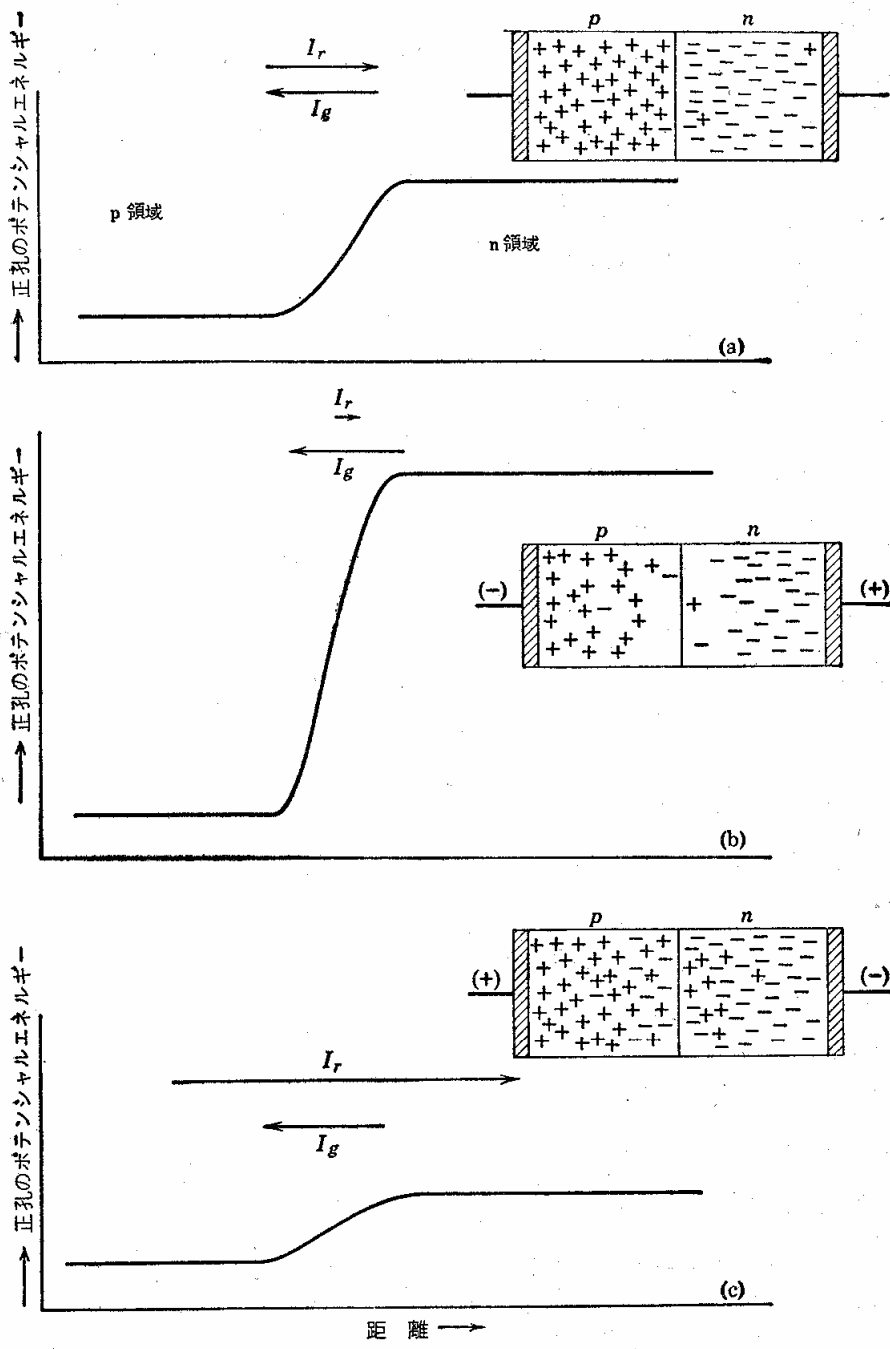 正孔のポテンシャルエネルギー
I_r
I_g
p 領域
n 領域
p
n
(a)
正孔のポテンシャルエネルギー
I_r
I_g
p
n
(−)
(+)
(b)
正孔のポテンシャルエネルギー
I_r
I_g
p
n
(+)
(−)
(c)
距離